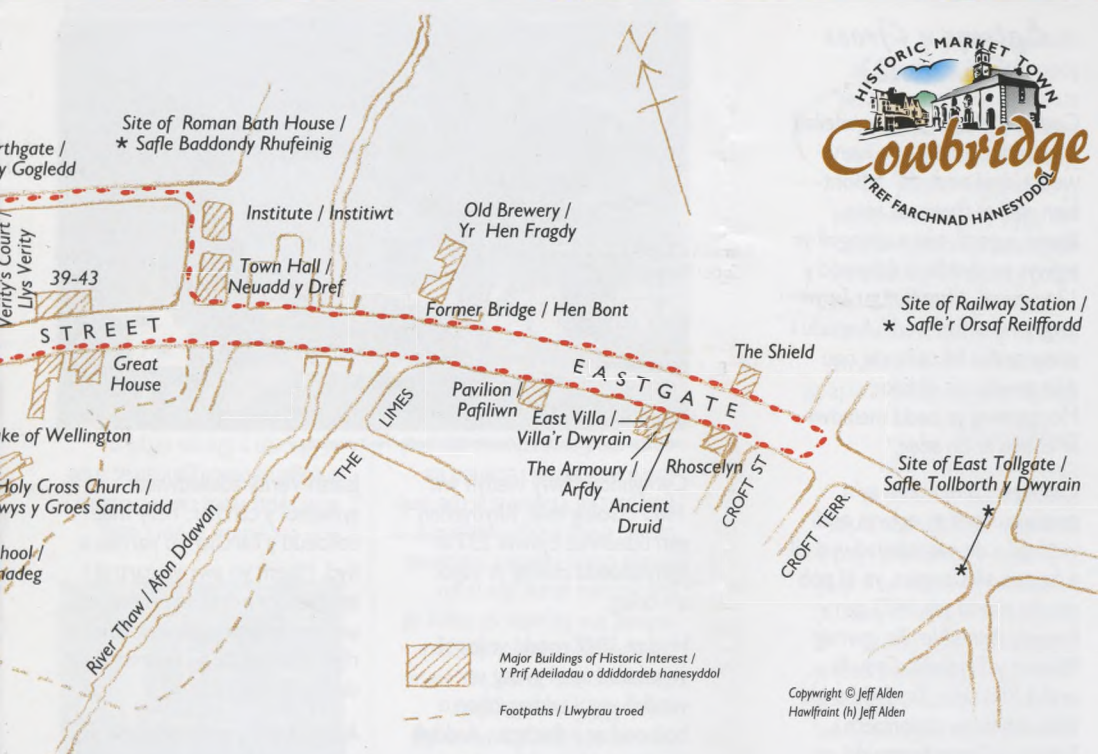 N
HISTORIC MARKET TOWN
Cowbridge
TREF FARCHNAD HANESYDDOL
Site of Roman Bath House /
* Safle Baddondy Rhufeinig
rthgate /
y Gogledd
Institute / Institiwt
Old Brewery /
Yr Hen Fragdy
Verity's Court /
Llys Verity
39-43
Town Hall /
Neuadd y Dref
Former Bridge / Hen Bont
Site of Railway Station /
* Safle'r Orsaf Reilffordd
STREET
Great
House
The Shield
EASTGATE
Pavilion /
Pafiliwn
LIMES
THE
East Villa /
Villa'r Dwyrain
ke of Wellington
The Armoury /
Arfdy
Rhoscelyn
Ancient
Druid
CROFT ST
CROFT TERR.
Site of East Tollgate /
Safle Tollborth y Dwyrain
*
*
Holy Cross Church /
wys y Groes Sanctaidd
hool /
nadeg
River Thaw / Afon Ddawan
Major Buildings of Historic Interest /
Y Prif Adeiladau o ddiddordeb hanesyddol
Footpaths / Llwybrau troed
Copyright © Jeff Alden
Hawlfraint (h) Jeff Alden